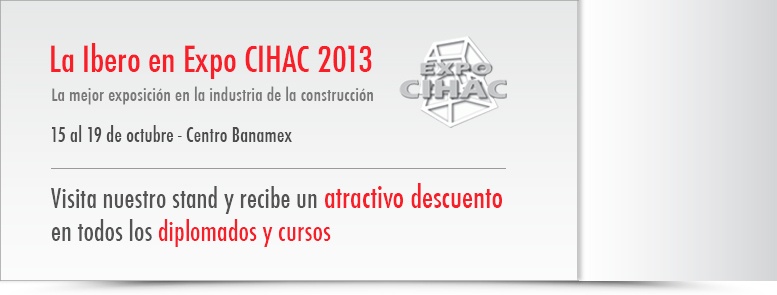 La Ibero en Expo CIHAC 2013
La mejor exposición en la industria de la construcción
EXPO
CIHAC
15 al 19 de octubre - Centro Banamex
Visita nuestro stand y recibe un atractivo descuento
en todos los diplomados y cursos